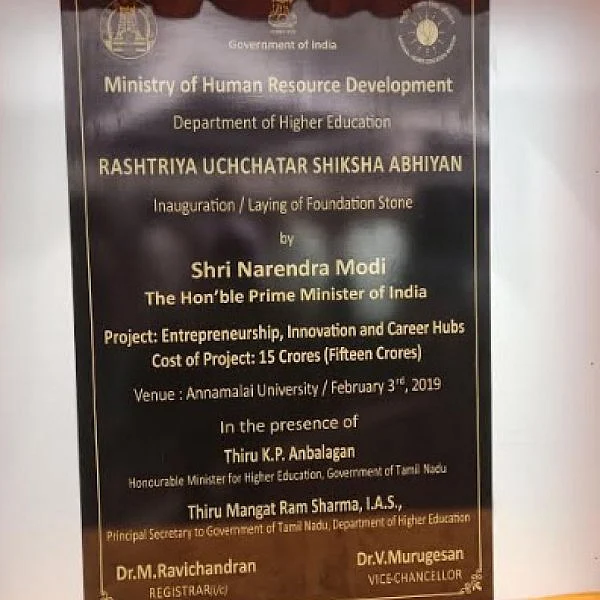 Government of India
Ministry of Human Resource Development
Department of Higher Education
RASHTRIYA UCHCHATAR SHIKSHA ABHIYAN
Inauguration / Laying of Foundation Stone
by
Shri Narendra Modi
The Hon'ble Prime Minister of India
Project: Entrepreneurship, Innovation and Career Hubs
Cost of Project: 15 Crores (Fifteen Crores)
Venue : Annamalai University / February 3rd, 2019
In the presence of
Thiru K.P. Anbalagan
Honourable Minister for Higher Education, Government of Tamil Nadu
Thiru Mangat Ram Sharma, I.A.S.,
Principal Secretary to Government of Tamil Nadu, Department of Higher Education
Dr.M.Ravichandran
REGISTRAR(i/c)
Dr.V.Murugesan
VICE-CHANCELLOR